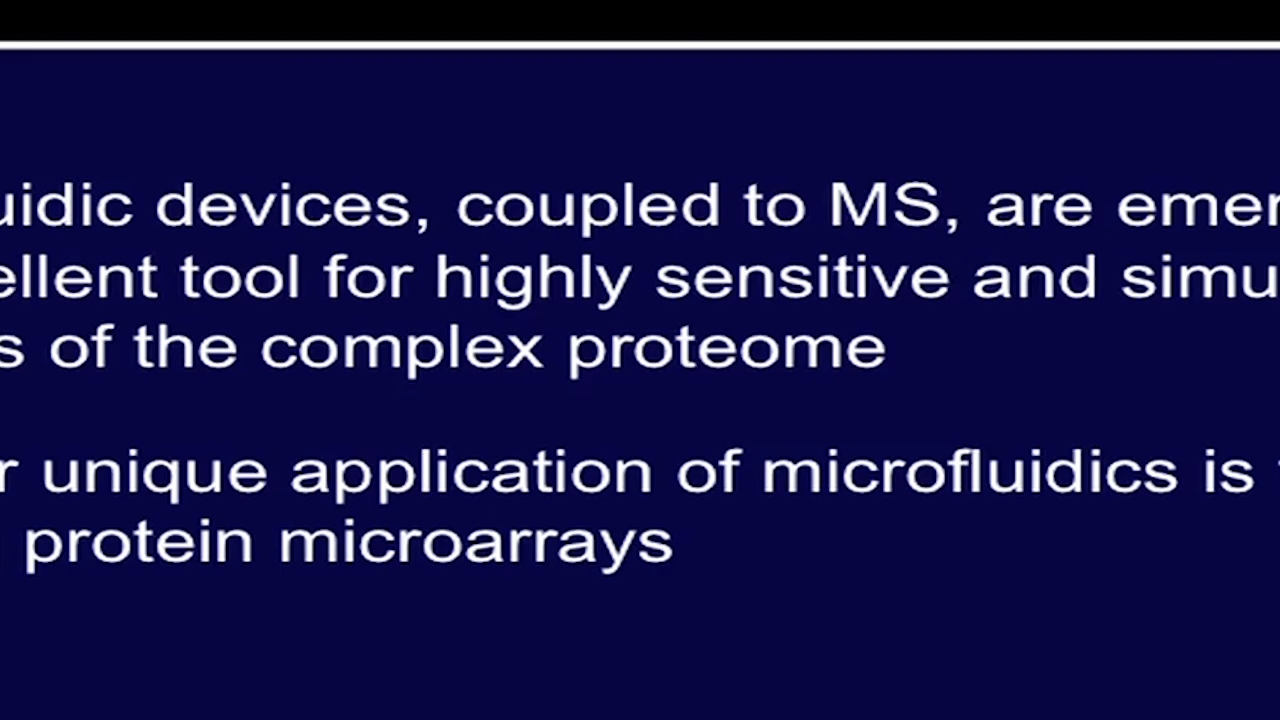 uidic devices, coupled to MS, are emer
ellent tool for highly sensitive and simu
s of the complex proteome
r unique application of microfluidics is
protein microarrays